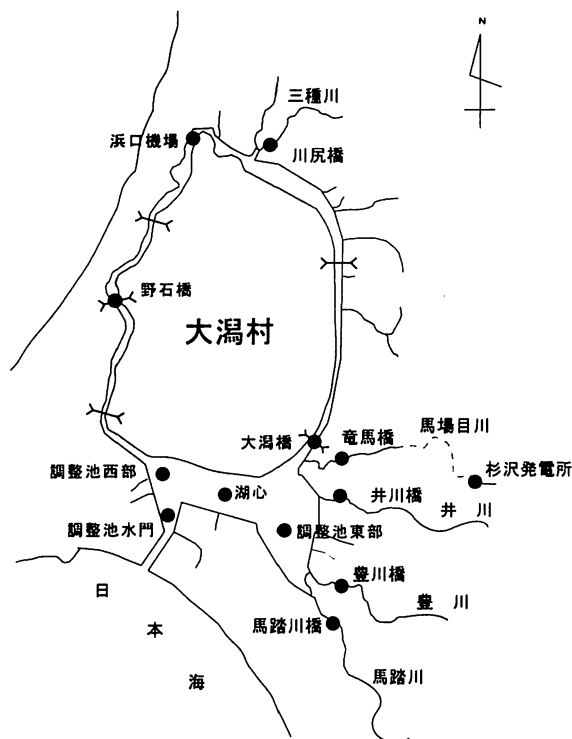 N
三種川
浜口機場
川尻橋
野石橋
大潟村
大潟橋
竜馬橋
馬場目川
調整池西部
湖心
杉沢発電所
井川橋
井川
調整池水門
調整池東部
日本海
豊川橋
豊川
馬踏川橋
馬踏川